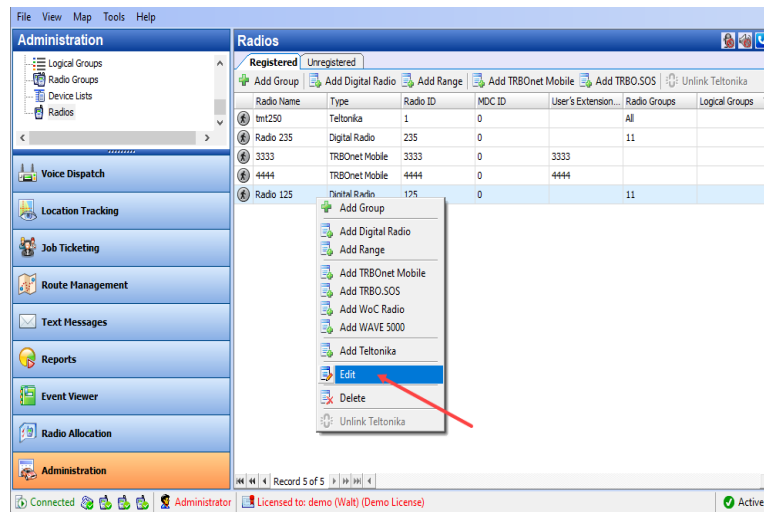 File View Map Tools Help
Administration
Logical Groups
Radio Groups
Device Lists
Radios
Voice Dispatch
Location Tracking
Job Ticketing
Route Management
Text Messages
Reports
Event Viewer
Radio Allocation
Administration
Radios
Registered Unregistered
Add Group Add Digital Radio Add Range Add TRBOnet Mobile Add TRBO.SOS Unlink Teltonika
Radio Name Type Radio ID MDC ID User's Extension... Radio Groups Logical Groups
tmt250 Teltonika 1 0 All
Radio 235 Digital Radio 235 0 11
3333 TRBOnet Mobile 3333 0 3333
4444 TRBOnet Mobile 4444 0 4444
Radio 125 Digital Radio 125 0 11
Add Group
Add Digital Radio
Add Range
Add TRBOnet Mobile
Add TRBO.SOS
Add WoC Radio
Add WAVE 5000
Add Teltonika
Edit
Delete
Unlink Teltonika
Record 5 of 5
Connected Administrator Licensed to: demo (Walt) (Demo License) Active